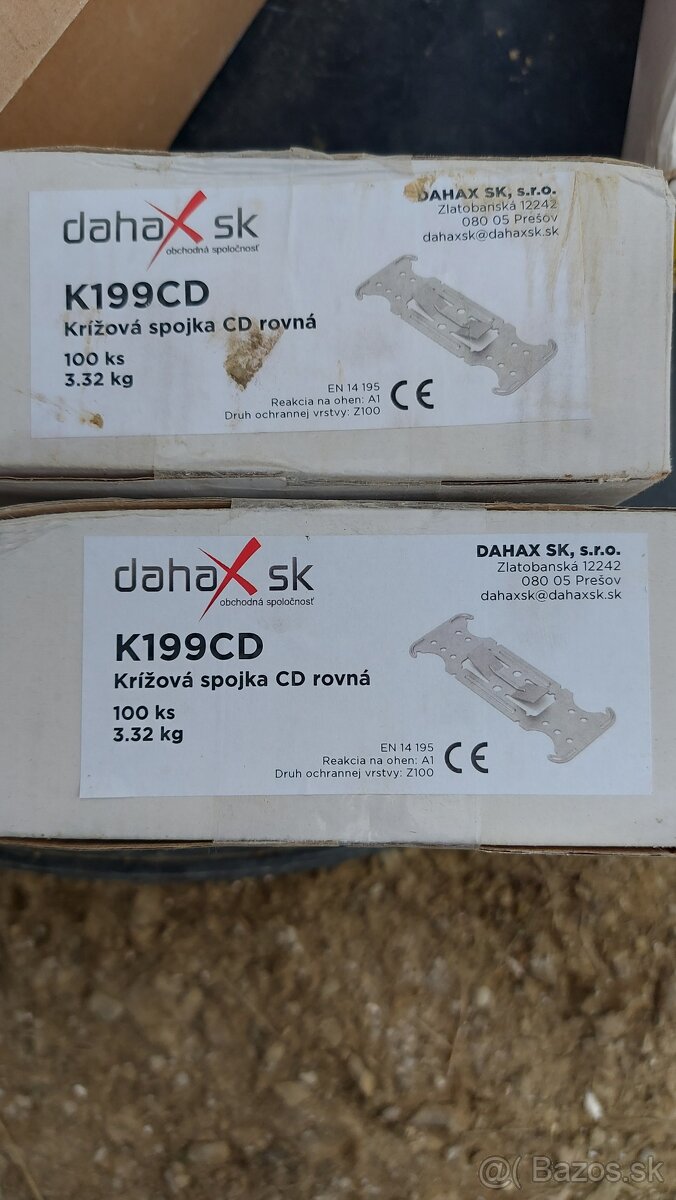 dahaX sk
obchodná spoločnosť
DAHAX SK, s.r.o.
Zlatobanská 12242
080 05 Prešov
dahaxsk@dahaxsk.sk
K199CD
Krížová spojka CD rovná
100 ks
3.32 kg
EN 14 195
Reakcia na ohen: A1
Druh ochrannej vrstvy: Z100
CE
dahaX sk
obchodná spoločnosť
DAHAX SK, s.r.o.
Zlatobanská 12242
080 05 Prešov
dahaxsk@dahaxsk.sk
K199CD
Krížová spojka CD rovná
100 ks
3.32 kg
EN 14 195
Reakcia na ohen: A1
Druh ochrannej vrstvy: Z100
CE
@( Bazos.sk